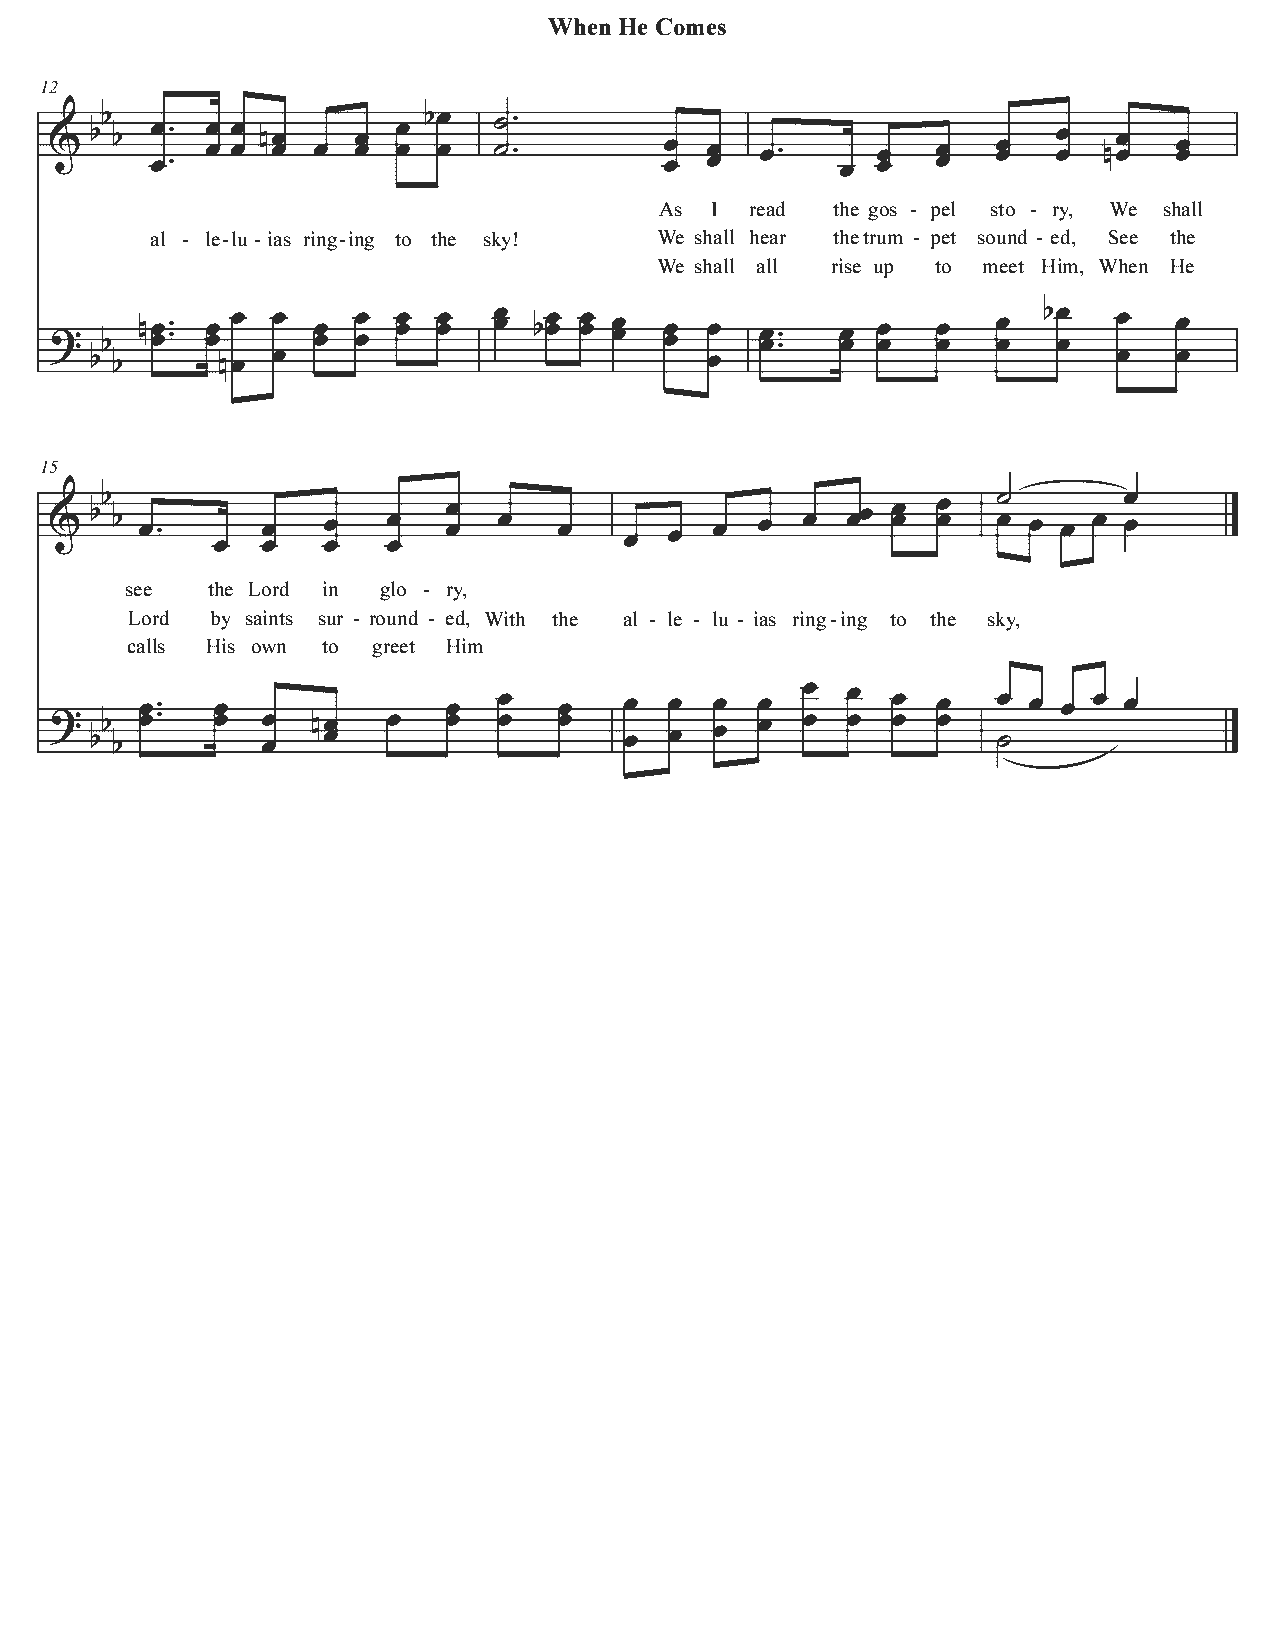 When He Comes
12
As I read the gos - pel sto - ry, We shall
al - le-lu - ias ring-ing to the sky! We shall hear the trum - pet sound - ed, See the
We shall all rise up to meet Him, When He
15
see the Lord in glo - ry,
Lord by saints sur - round - ed, With the al - le - lu - ias ring-ing to the sky,
calls His own to greet Him